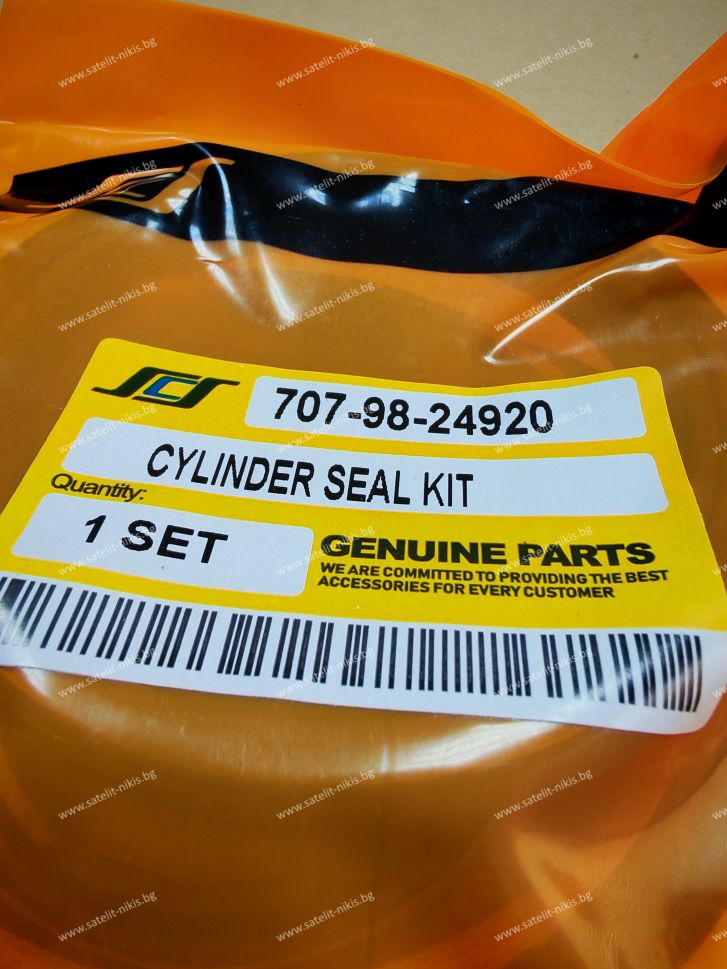 SCS
707-98-24920
CYLINDER SEAL KIT
Quantity:
1 SET
GENUINE PARTS
WE ARE COMMITTED TO PROVIDING THE BEST
ACCESSORIES FOR EVERY CUSTOMER
www.satelit-nikis.bg